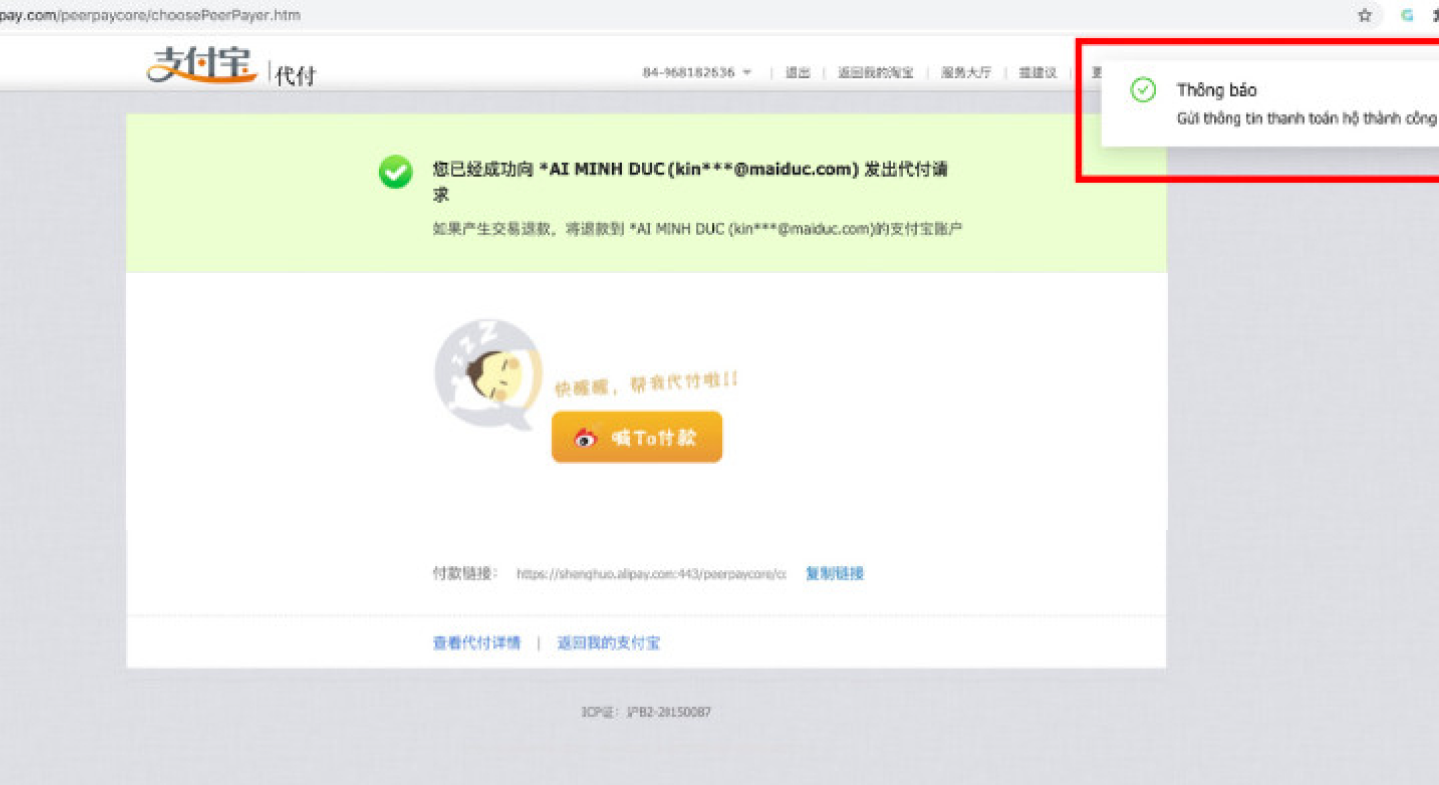 pay.com/peerpaycore/choosePeerPayer.htm
支付宝 | 代付
84-968182636 | 退出 | 返回我的淘宝 | 服务大厅 | 提建议 | 更
Thông báo
Gửi thông tin thanh toán hộ thành công
您已经成功向 *AI MINH DUC (kin***@maiduc.com) 发出代付请
求
如果产生交易退款，将退款到 *AI MINH DUC (kin***@maiduc.com)的支付宝账户
zzZ
快醒醒，帮我代付啦!!
喊To付款
付款链接： https://shenghuo.alipay.com:443/peerpaycore/cc 复制链接
查看代付详情 | 返回我的支付宝
ICP证：沪B2-20150087